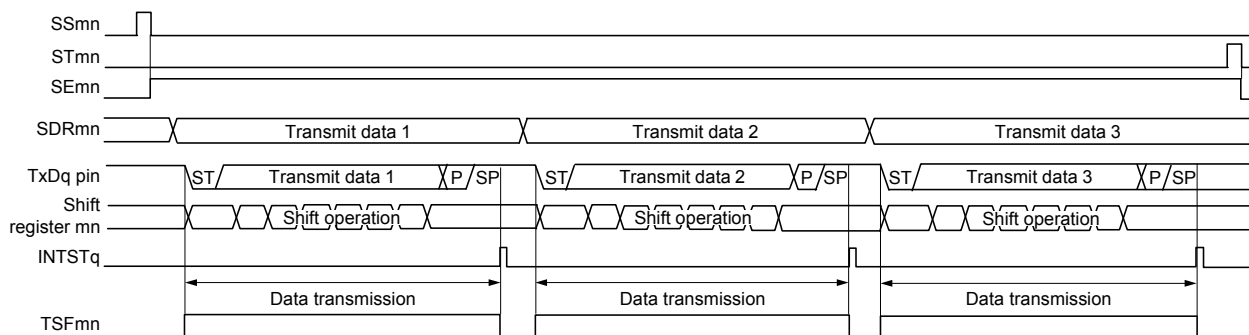 SSmn
STmn
SEmn
SDRmn Transmit data 1 Transmit data 2 Transmit data 3
TxDq pin ST Transmit data 1 P SP ST Transmit data 2 P SP ST Transmit data 3 P SP
Shift
register mn Shift operation Shift operation Shift operation
INTSTq
Data transmission Data transmission Data transmission
TSFmn